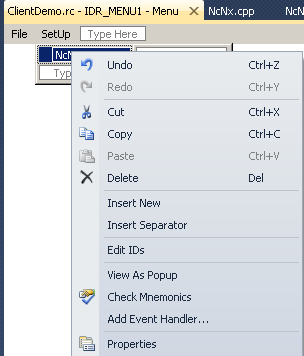 ClientDemo.rc - IDR_MENU1 - Menu NcNx.cpp NcN
File SetUp Type Here
NcN
Typ
Undo Ctrl+Z
Redo Ctrl+Y
Cut Ctrl+X
Copy Ctrl+C
Paste Ctrl+V
Delete Del
Insert New
Insert Separator
Edit IDs
View As Popup
Check Mnemonics
Add Event Handler...
Properties